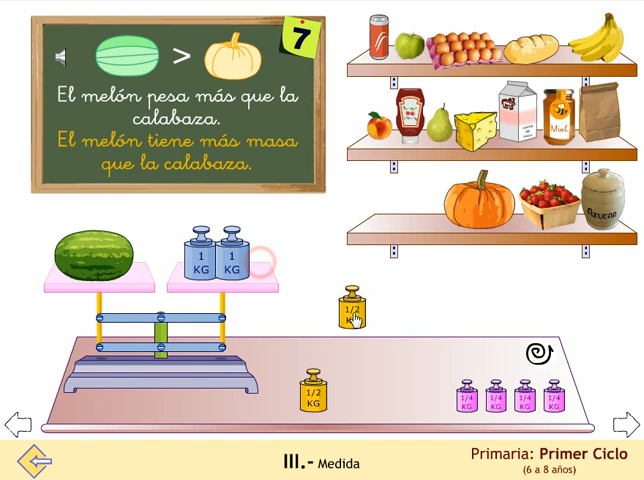 7
>
El melón pesa más que la
calabaza.
El melón tiene más masa
que la calabaza.
Miel
Azucar
1
KG
1
KG
1/2
KG
1/2
KG
1/4
KG
1/4
KG
1/4
KG
1/4
KG
III.- Medida
Primaria: Primer Ciclo
(6 a 8 años)